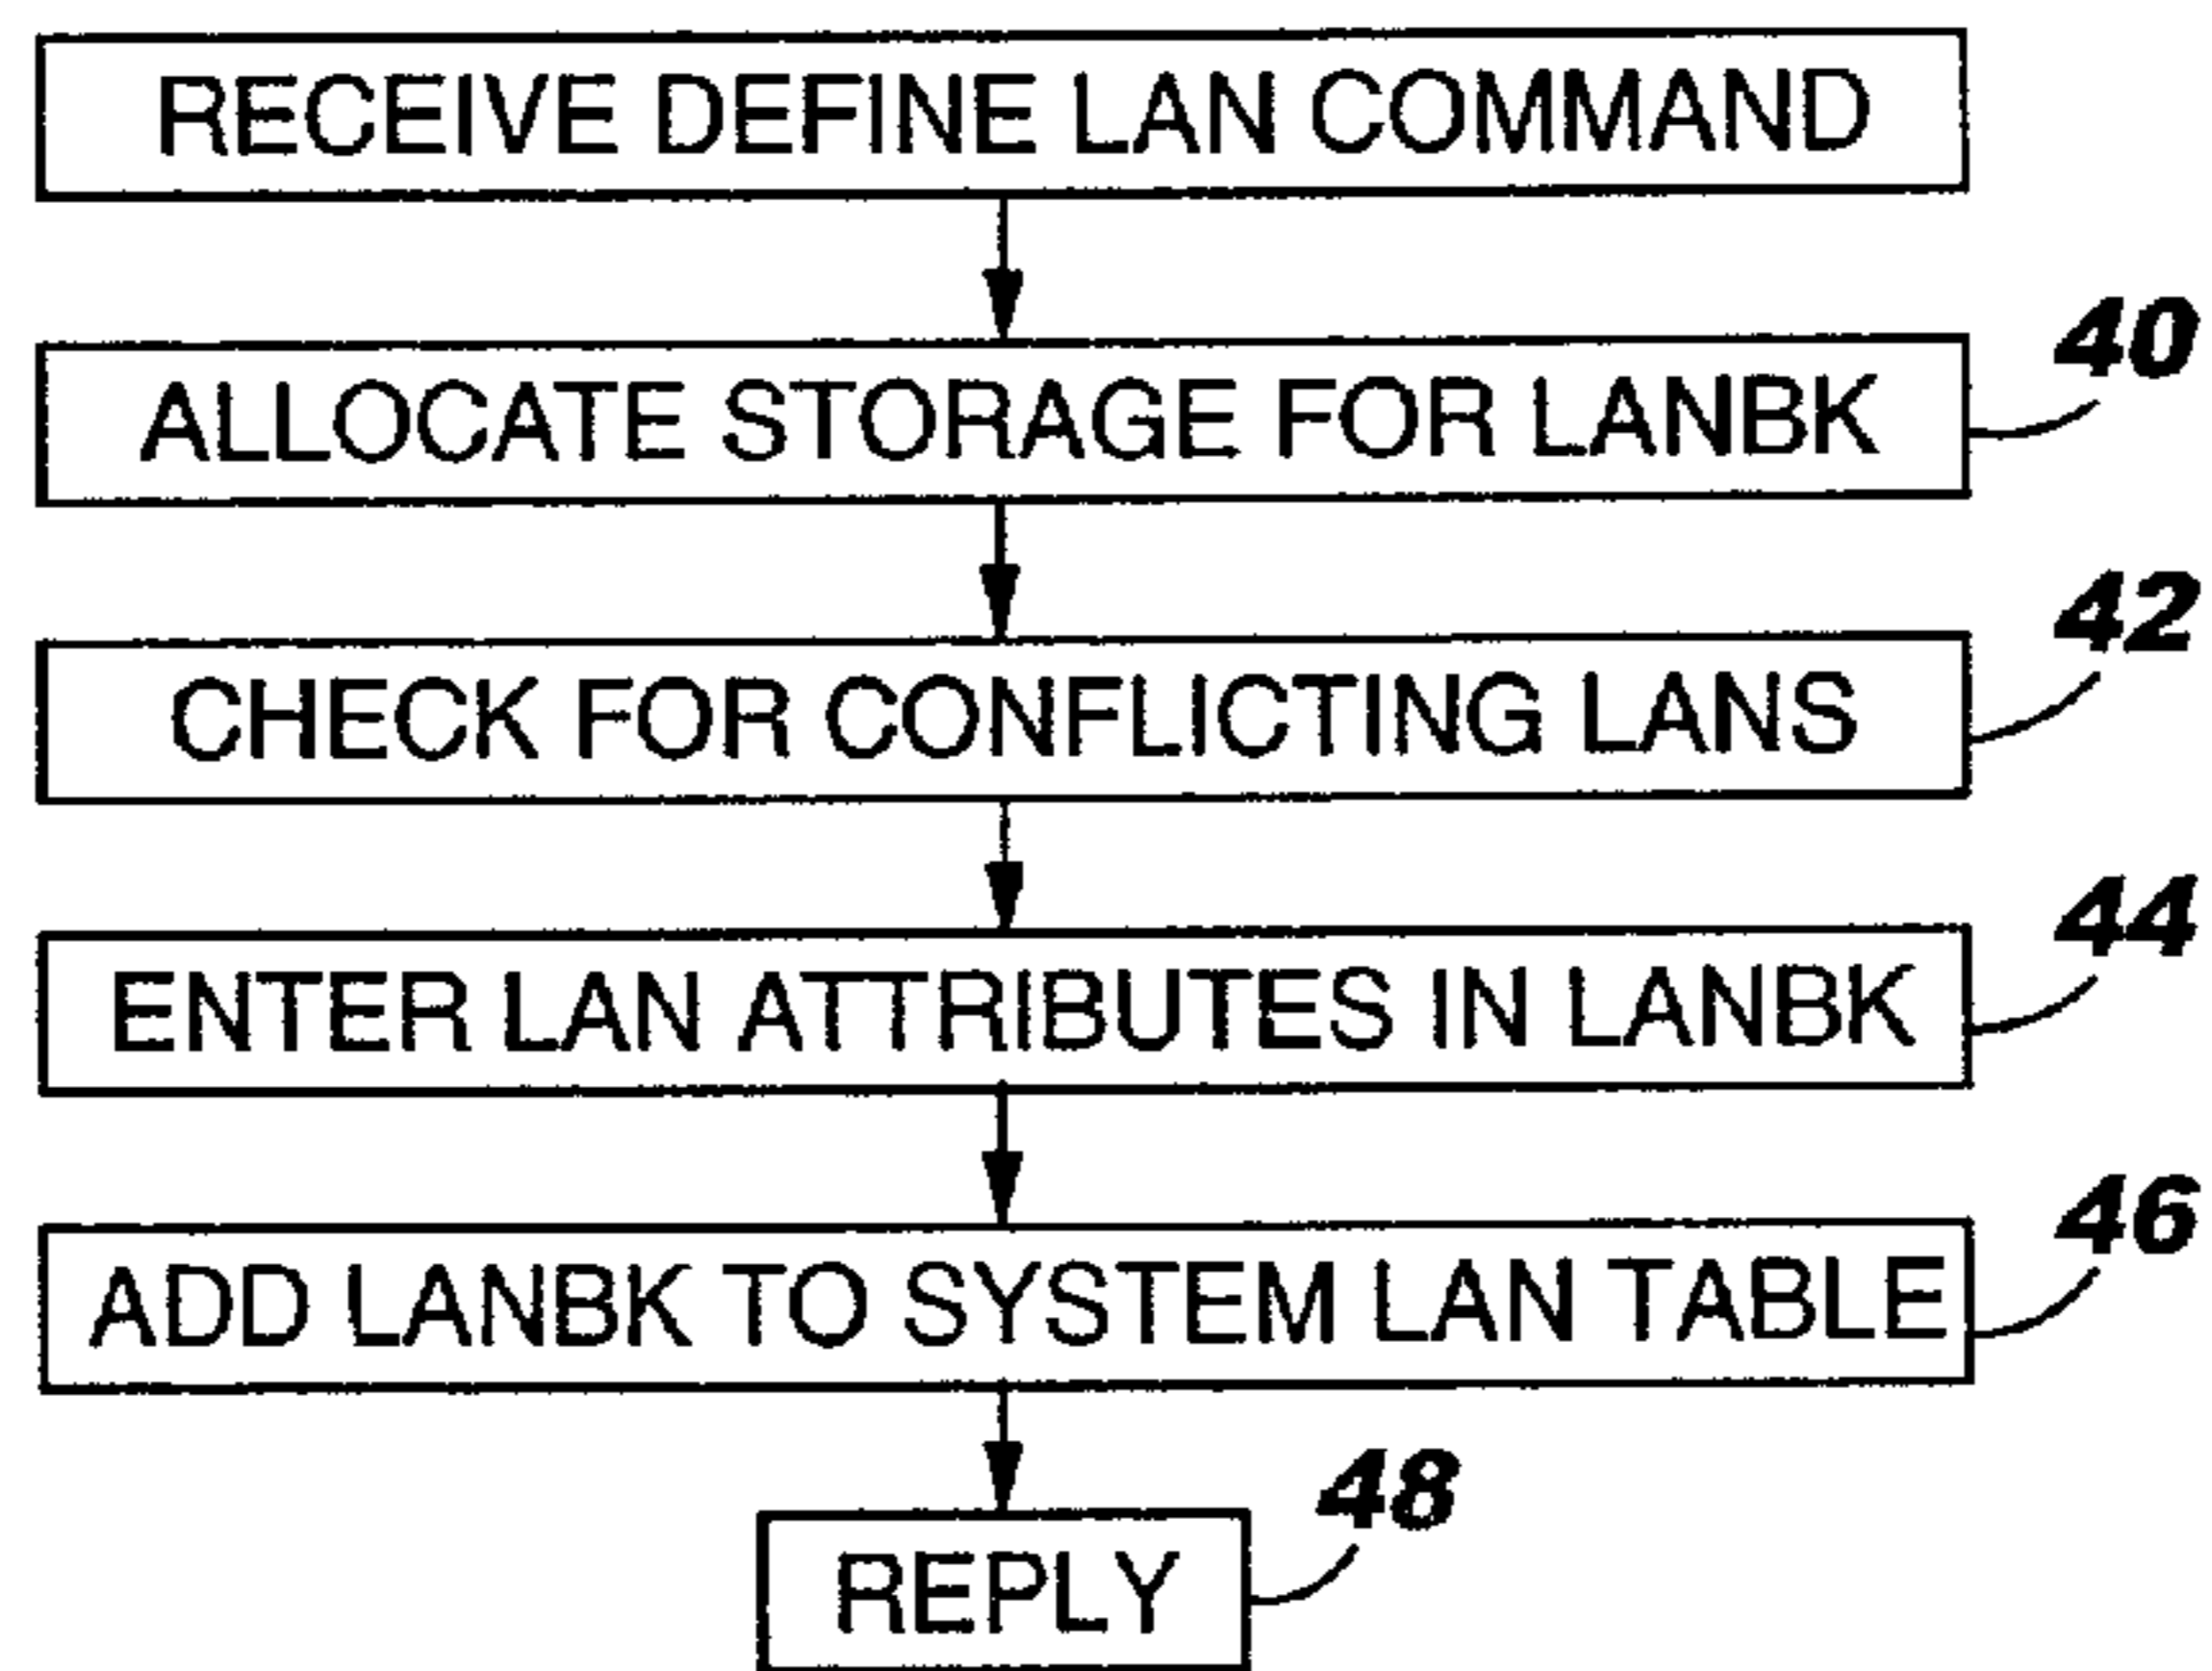 RECEIVE DEFINE LAN COMMAND
40
ALLOCATE STORAGE FOR LANBK
42
CHECK FOR CONFLICTING LANS
44
ENTER LAN ATTRIBUTES IN LANBK
46
ADD LANBK TO SYSTEM LAN TABLE
48
REPLY